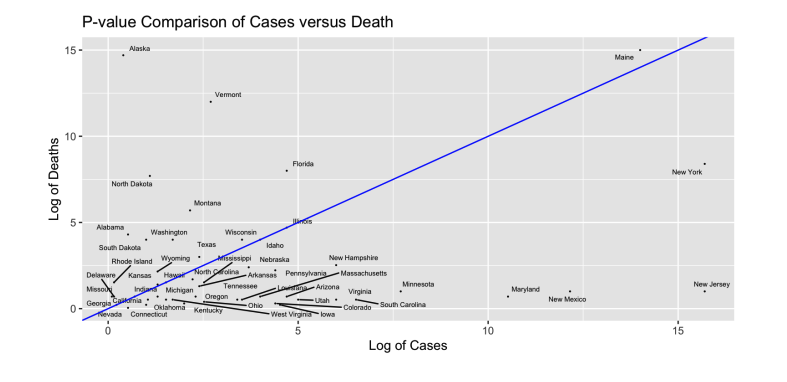 P-value Comparison of Cases versus Death
15
Alaska
Maine
Vermont
10
Florida
New York
North Dakota
Montana
5
Illinois
Alabama
Washington
Wisconsin
South Dakota
Texas
Idaho
Rhode Island
Wyoming
Mississippi
Nebraska
New Hampshire
Delaware
Kansas
Hawaii
North Carolina
Arkansas
Pennsylvania
Massachusetts
Missouri
Indiana
Michigan
Tennessee
Louisiana
Arizona
Virginia
Minnesota
Maryland
New Jersey
Georgia
California
Oklahoma
Oregon
Ohio
Utah
Colorado
South Carolina
New Mexico
0
Nevada
Connecticut
Kentucky
West Virginia
Iowa
0
5
10
15
Log of Cases
Log of Deaths